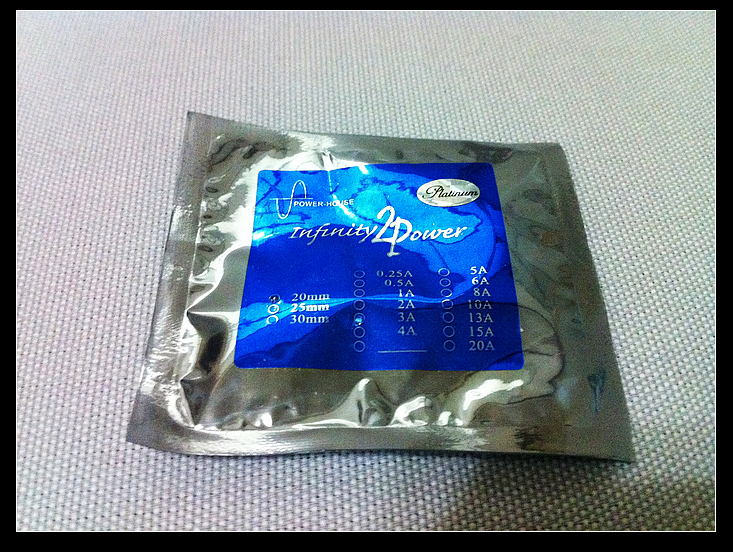 POWER-HOUSE
Platinum
Infinity 2 Power
20mm
25mm
30mm
0.25A
0.5A
1A
2A
3A
4A
5A
6A
8A
10A
13A
15A
20A